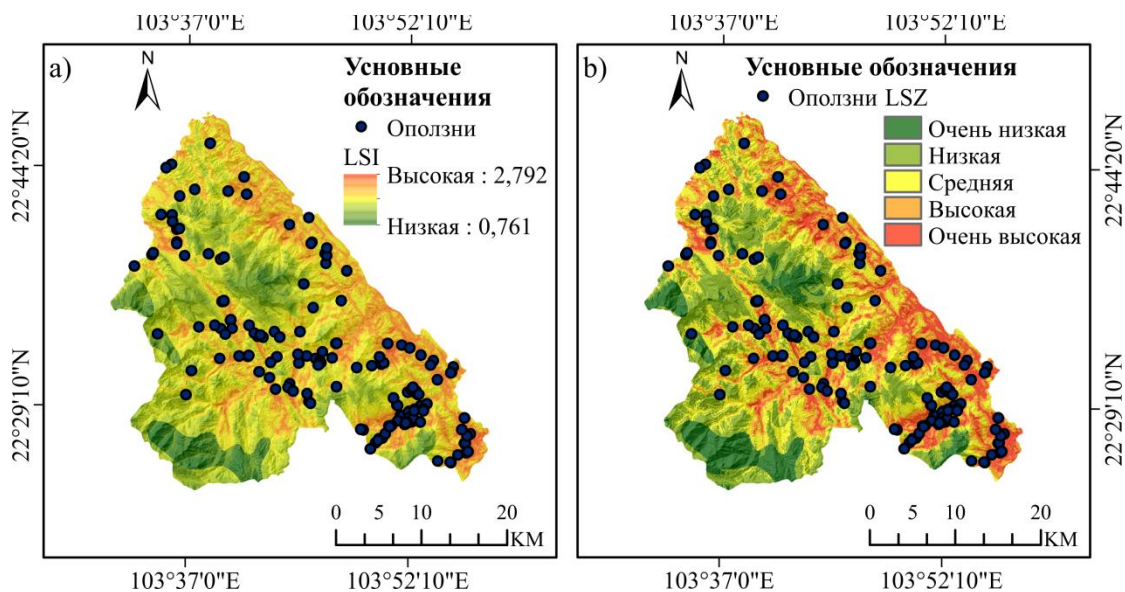 103°37'0"E
103°52'10"E
103°37'0"E
103°52'10"E
a)
N
Усновные
обозначения
Оползни
LSI
Высокая : 2,792
Низкая : 0,761
22°44'20"N
22°29'10"N
0 5 10 20
KM
103°37'0"E
103°52'10"E
b)
N
Усновные обозначения
Оползни LSZ
Очень низкая
Низкая
Средняя
Высокая
Очень высокая
22°44'20"N
22°29'10"N
0 5 10 20
KM
103°37'0"E
103°52'10"E